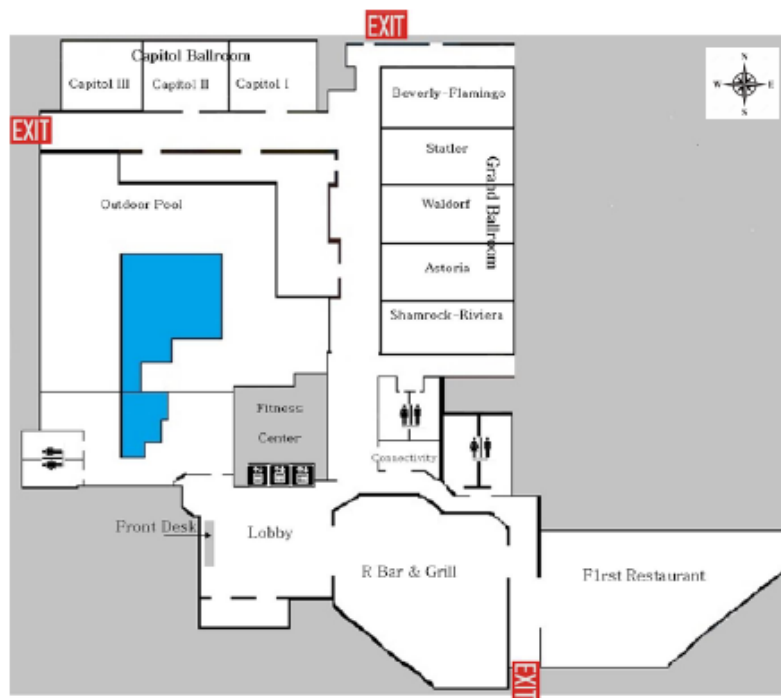 EXIT
Capitol Ballroom
Capitol III
Capitol II
Capitol I
Beverly-Flamingo
N
W
E
S
EXIT
Statler
Grand Ballroom
Waldorf
Outdoor Pool
Astoria
Shamrock-Riviera
Fitness
Center
Connectivity
Front Desk
Lobby
R Bar & Grill
F1rst Restaurant
EXIT